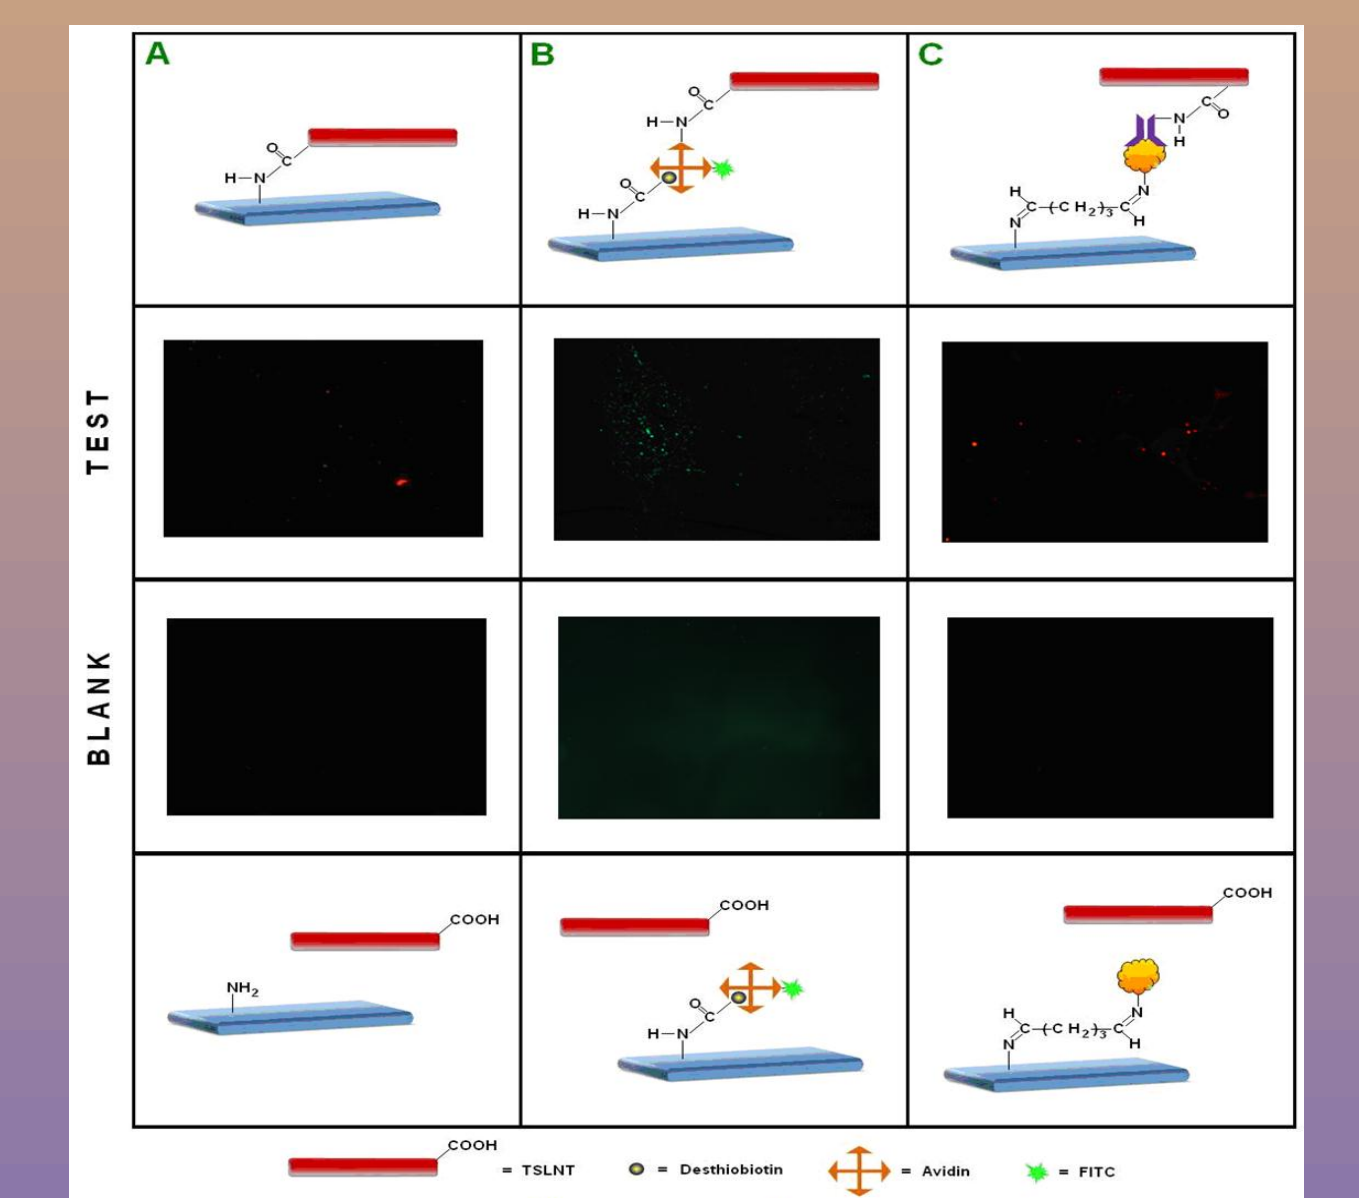 A
B
C
O
C
H–N
O
C
H–N
O
C
H–N
C
O
N
H
N
H
C–(CH₂)₃–C
N
H
TEST
BLANK
COOH
NH₂
COOH
O
C
H–N
COOH
N
H
C–(CH₂)₃–C
N
H
COOH
= TSLNT
= Desthiobiotin
= Avidin
= FITC